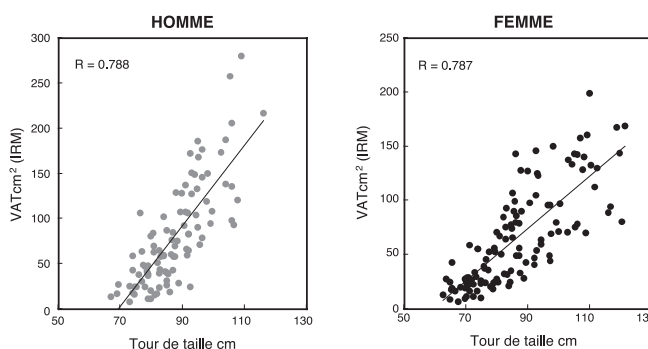 HOMME
300
250
200
150
100
50
0
R = 0.788
VATcm² (IRM)
50
70
90
110
130
Tour de taille cm
FEMME
250
200
150
100
50
0
R = 0.787
VATcm² (IRM)
50
70
90
110
130
Tour de taille cm